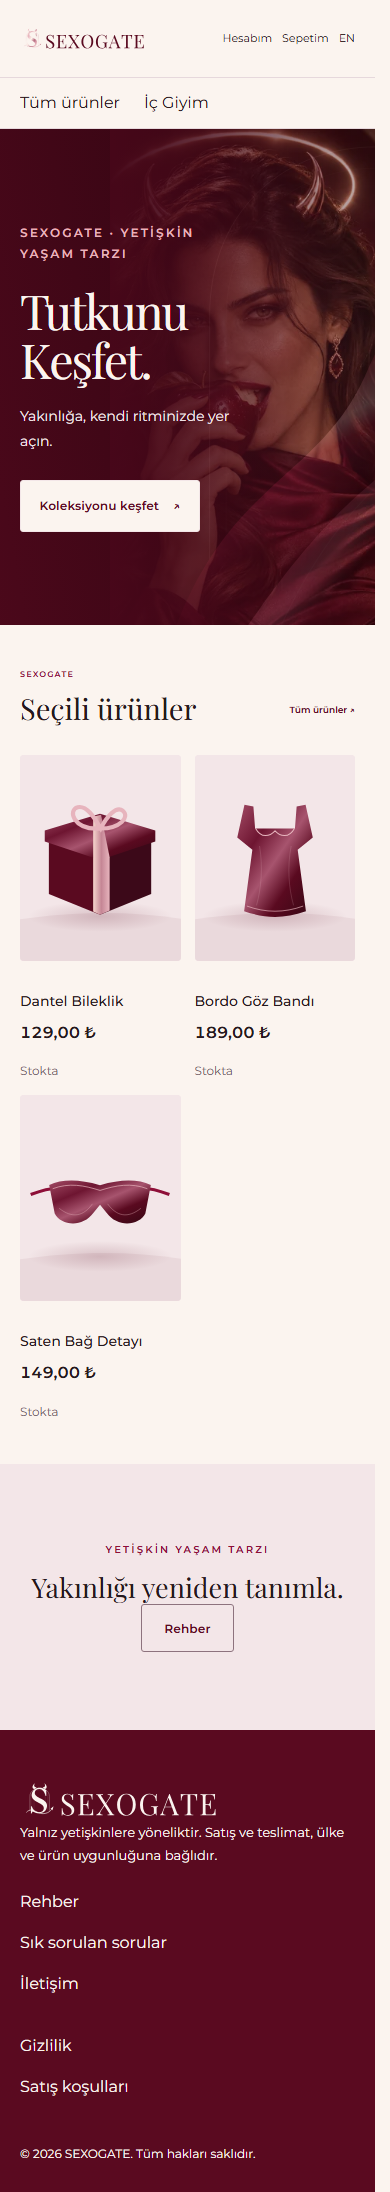 SEXOGATE
Hesabım Sepetim EN
Tüm ürünler İç Giyim
SEXOGATE · YETİŞKİN
YAŞAM TARZI
Tutkunu
Keşfet.
Yakınlığa, kendi ritminizde yer
açın.
Koleksiyonu keşfet ↗
SEXOGATE
Seçili ürünler
Tüm ürünler ↗
Dantel Bileklik
129,00 ₺
Stokta
Bordo Göz Bandı
189,00 ₺
Stokta
Saten Bağ Detayı
149,00 ₺
Stokta
YETİŞKİN YAŞAM TARZI
Yakınlığı yeniden tanımla.
Rehber
SEXOGATE
Yalnız yetişkinlere yöneliktir. Satış ve teslimat, ülke
ve ürün uygunluğuna bağlıdır.
Rehber
Sık sorulan sorular
İletişim
Gizlilik
Satış koşulları
© 2026 SEXOGATE. Tüm hakları saklıdır.